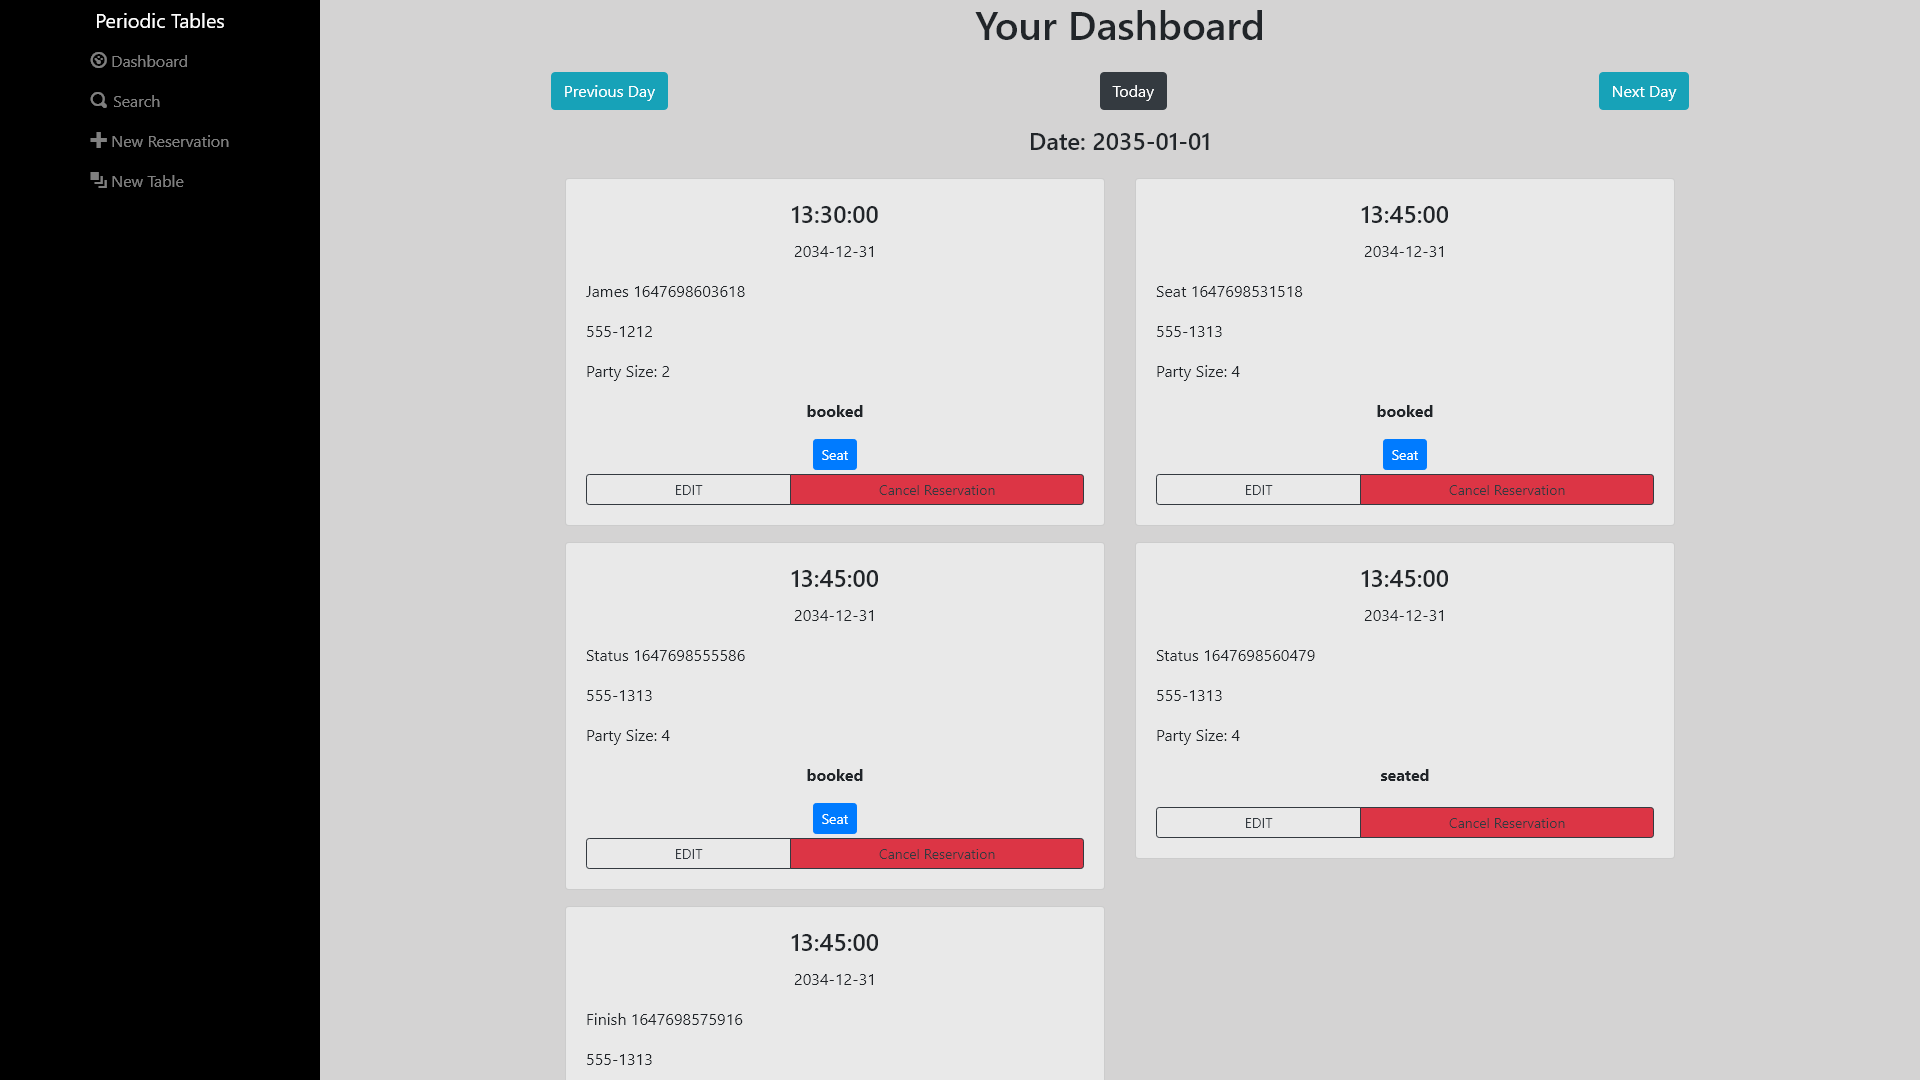 Periodic Tables
Dashboard
Search
New Reservation
New Table
Your Dashboard
Previous Day
Today
Next Day
Date: 2035-01-01
13:30:00
2034-12-31
James 1647698603618
555-1212
Party Size: 2
booked
Seat
EDIT
Cancel Reservation
13:45:00
2034-12-31
Seat 1647698531518
555-1313
Party Size: 4
booked
Seat
EDIT
Cancel Reservation
13:45:00
2034-12-31
Status 1647698555586
555-1313
Party Size: 4
booked
Seat
EDIT
Cancel Reservation
13:45:00
2034-12-31
Status 1647698560479
555-1313
Party Size: 4
seated
EDIT
Cancel Reservation
13:45:00
2034-12-31
Finish 1647698575916
555-1313